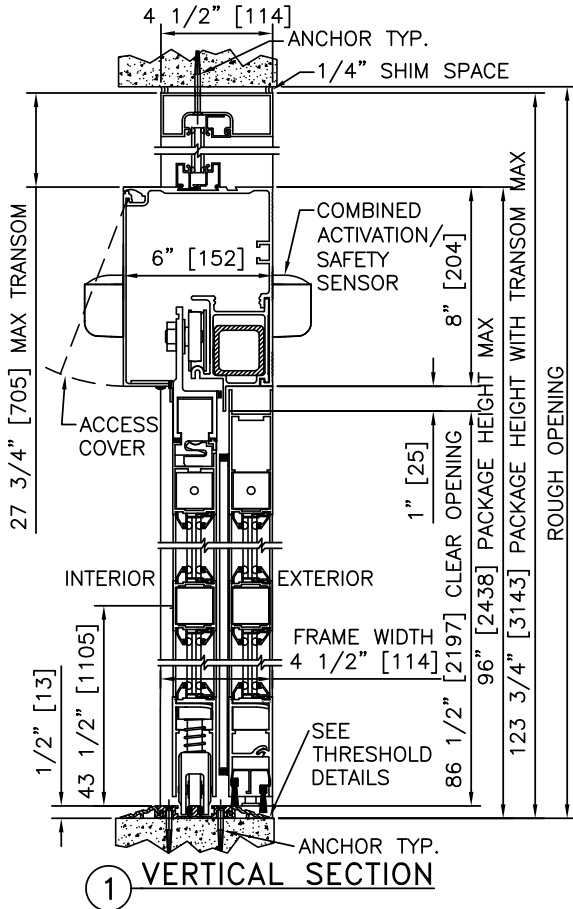 4 1/2" [114]
ANCHOR TYP.
1/4" SHIM SPACE
27 3/4" [705] MAX TRANSOM
6" [152]
COMBINED
ACTIVATION/
SAFETY
SENSOR
8" [204]
ACCESS
COVER
1" [25]
86 1/2" [2197] CLEAR OPENING
96" [2438] PACKAGE HEIGHT MAX
123 3/4" [3143] PACKAGE HEIGHT WITH TRANSOM MAX
ROUGH OPENING
INTERIOR
EXTERIOR
FRAME WIDTH
4 1/2" [114]
1/2" [13]
43 1/2" [1105]
SEE
THRESHOLD
DETAILS
ANCHOR TYP.
1 VERTICAL SECTION